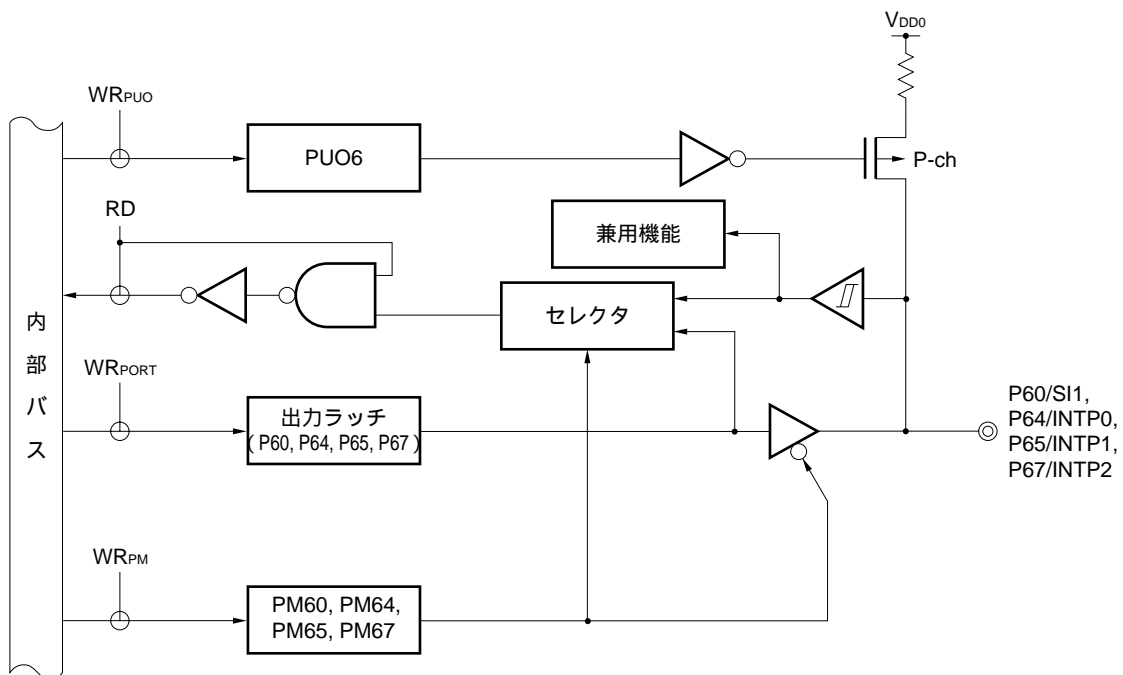 VDD0
WRPUO
PUO6
P-ch
RD
兼用機能
セレクタ
内部バス
WRPORT
出力ラッチ
( P60, P64, P65, P67 )
P60/SI1,
P64/INTP0,
P65/INTP1,
P67/INTP2
WRPM
PM60, PM64,
PM65, PM67